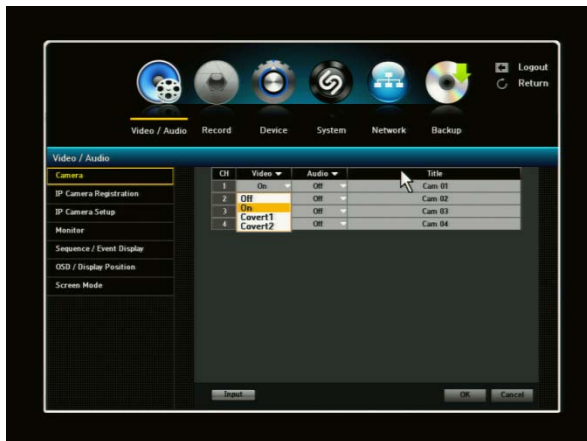 Logout
Return
Video / Audio Record Device System Network Backup
Video / Audio
Camera
IP Camera Registration
IP Camera Setup
Monitor
Sequence / Event Display
OSD / Display Position
Screen Mode
CH Video Audio Title
1 On Off Cam 01
2 Off Cam 02
3 Off Cam 03
4 Off Cam 04
Off
On
Covert1
Covert2
Input OK Cancel